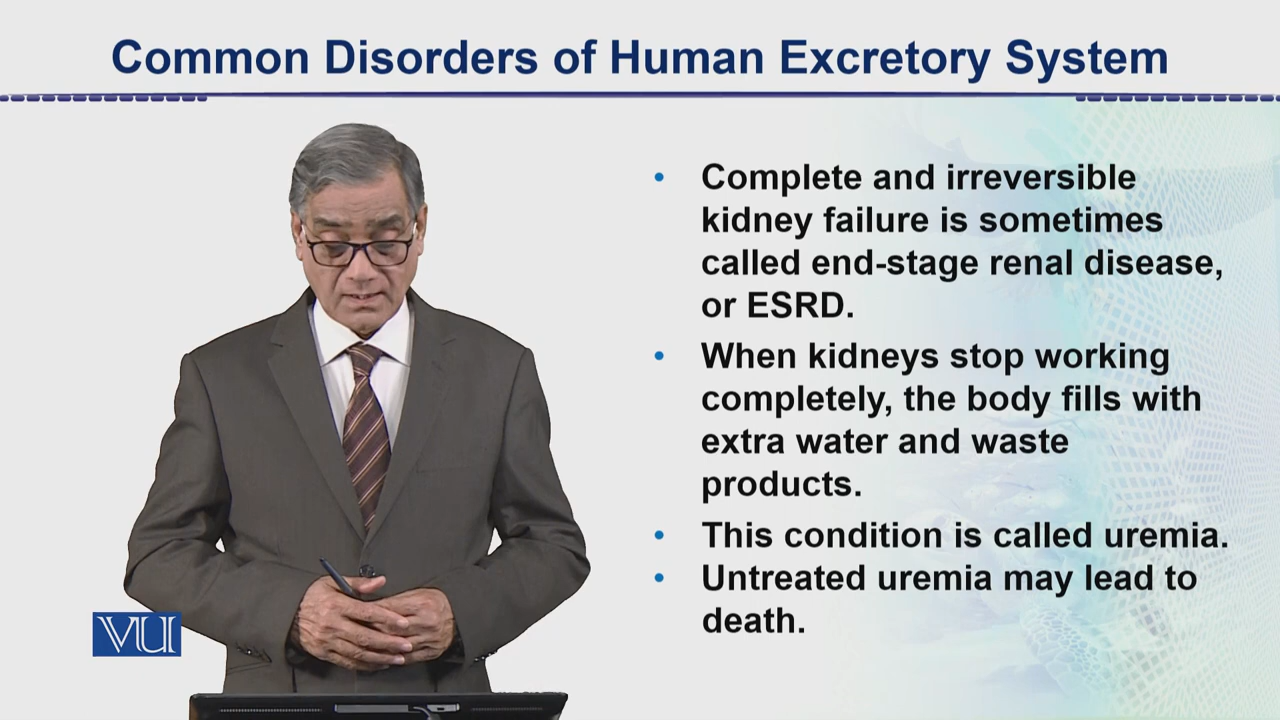 Common Disorders of Human Excretory System
• Complete and irreversible
kidney failure is sometimes
called end-stage renal disease,
or ESRD.
• When kidneys stop working
completely, the body fills with
extra water and waste
products.
• This condition is called uremia.
• Untreated uremia may lead to
death.
VU